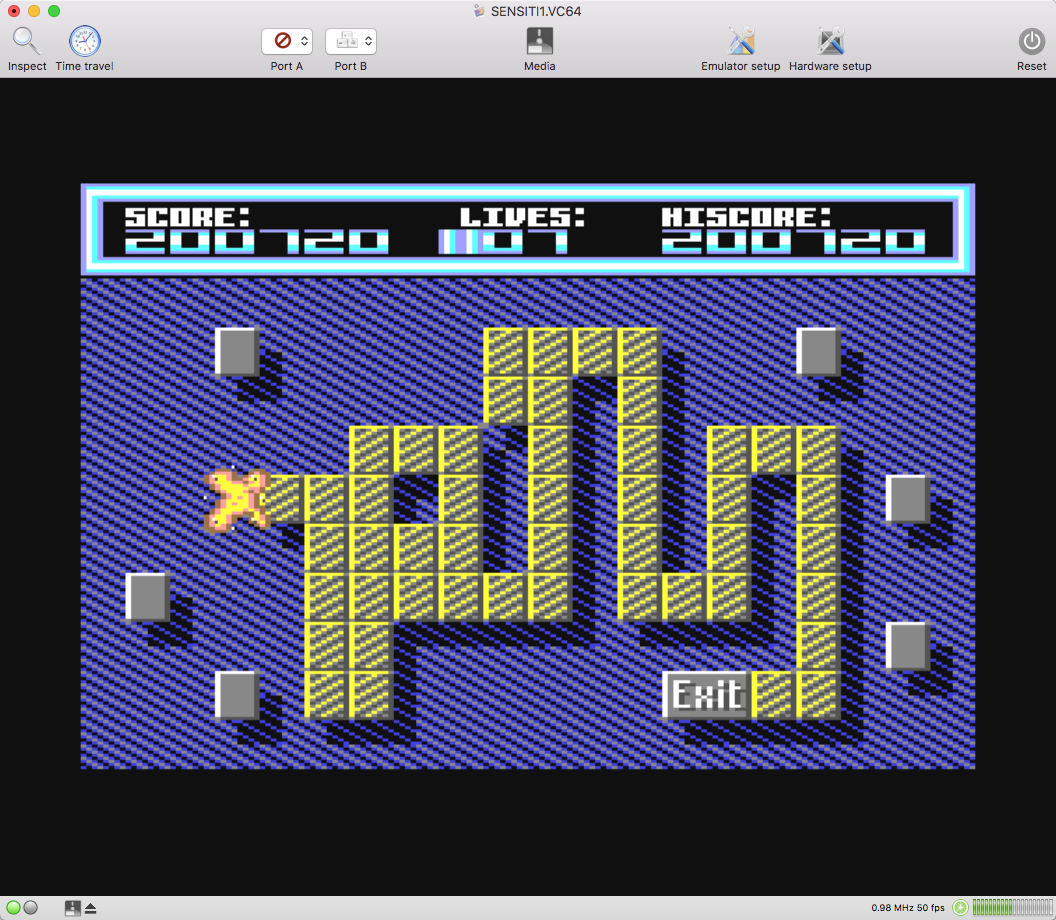 SENSITI1.VC64
Inspect Time travel Port A Port B Media Emulator setup Hardware setup Reset
SCORE: LIVES: HISCORE:
200720 07 200720
Exit
0.98 MHz 50 fps